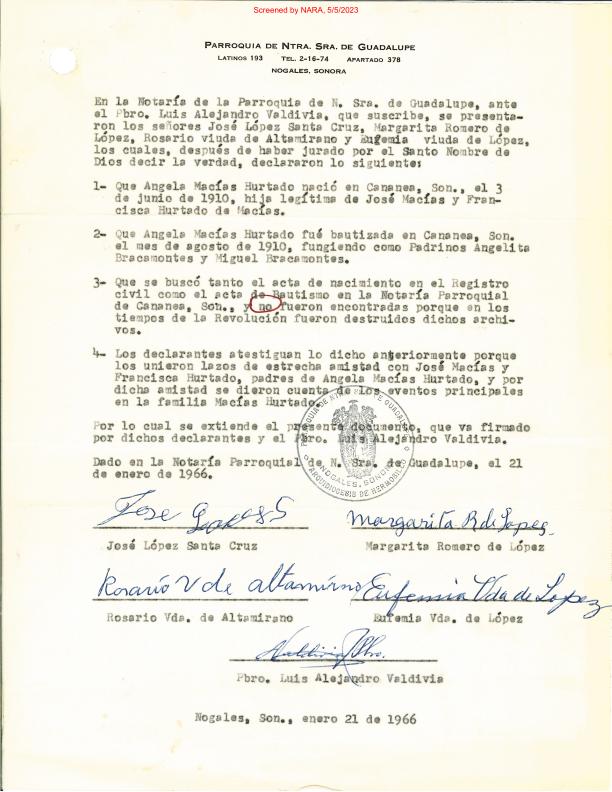 Screened by NARA, 5/5/2023
PARROQUIA DE NTRA. SRA. DE GUADALUPE
LATINOS 193 TEL. 2-16-74 APARTADO 378
NOGALES, SONORA
En la Notaría de la Parroquia de N. Sra. de Guadalupe, ante
el Pbro. Luis Alejandro Valdivia, que suscribe, se presenta-
ron los señores José López Santa Cruz, Margarita Romero de
López, Rosario viuda de Altamirano y Eufemia viuda de López,
los cuales, después de haber jurado por el Santo Nombre de
Dios decir la verdad, declararon lo siguiente:
1- Que Angela Macías Hurtado nació en Cananea, Son., el 3
de junio de 1910, hija legítima de José Macías y Fran-
cisca Hurtado de Macías.
2- Que Angela Macías Hurtado fué bautizada en Cananea, Son.
el mes de agosto de 1910, fungiendo como Padrinos Angelita
Bracamontes y Miguel Bracamontes.
3- Que se buscó tanto el acta de nacimiento en el Registro
civil como el acta de Bautismo en la Notaría Parroquial
de Cananea, Son., y no fueron encontradas porque en los
tiempos de la Revolución fueron destruidos dichos archi-
vos.
4- Los declarantes atestiguan lo dicho anteriormente porque
los unieron lazos de estrecha amistad con José Macías y
Francisca Hurtado, padres de Angela Macías Hurtado, y por
dicha amistad se dieron cuenta de los eventos principales
en la familia Macías Hurtado.
Por lo cual se extiende el presente documento, que va firmado
por dichos declarantes y el Pbro. Luis Alejandro Valdivia.
Dado en la Notaría Parroquial de N. Sra. de Guadalupe, el 21
de enero de 1966.
PARROQUIA DE NTRA. SRA. DE GUADALUPE
NOGALES, SONORA
ARQUIDIOCESIS DE HERMOSILLO
Jose
Margarita R de Lopez
José López Santa Cruz Margarita Romero de López
Rosario V de altamirno Eufemia Vda de Lopez
Rosario Vda. de Altamirano Eufemia Vda. de López
Valdivia Pbro.
Pbro. Luis Alejandro Valdivia
Nogales, Son., enero 21 de 1966